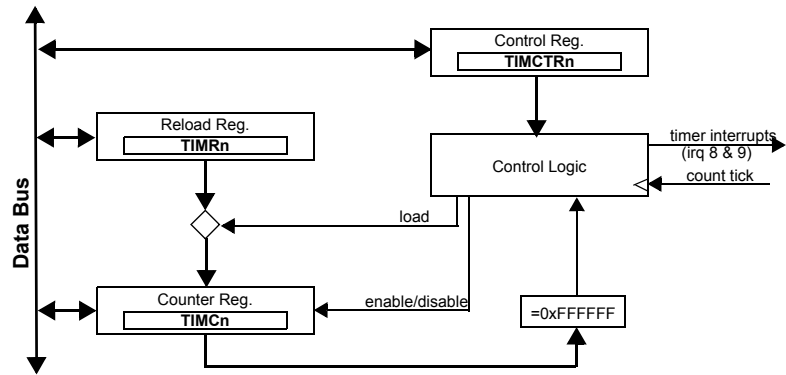 Control Reg.
TIMCTRn
Reload Reg.
TIMRn
timer interrupts
(irq 8 & 9)
Control Logic
count tick
load
Data Bus
Counter Reg.
TIMCn
enable/disable
=0xFFFFFF